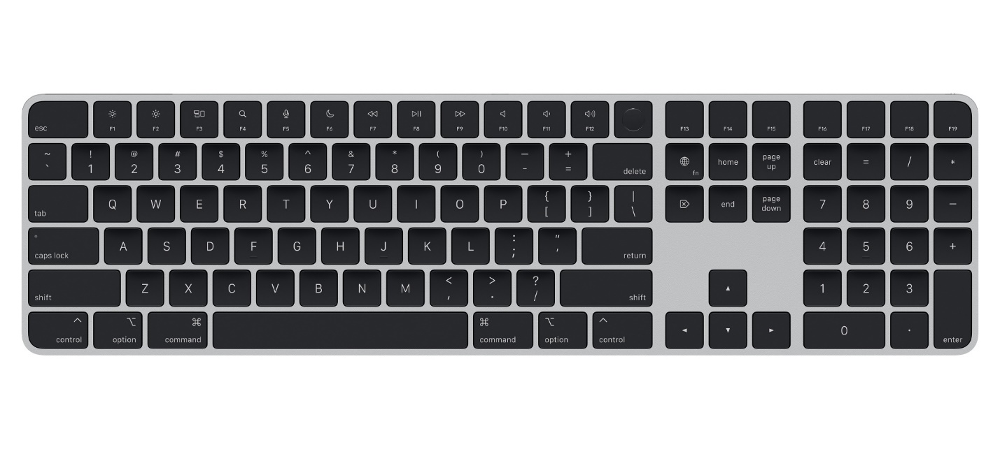 esc F1 F2 F3 F4 F5 F6 F7 F8 F9 F10 F11 F12 F13 F14 F15 F16 F17 F18 F19
~ ! @ # $ % ^ & * ( ) — +
` 1 2 3 4 5 6 7 8 9 0 - = delete fn home page up clear = / *
tab Q W E R T Y U I O P { [ } ] | \ end page down 7 8 9 −
caps lock A S D F G H J K L : ; " ' return 4 5 6 +
shift Z X C V B N M < , > . ? / shift ▲ 1 2 3
^ ⌥ ⌘ ⌘ ⌥ ^
control option command command option control ◄ ▼ ► 0 . enter